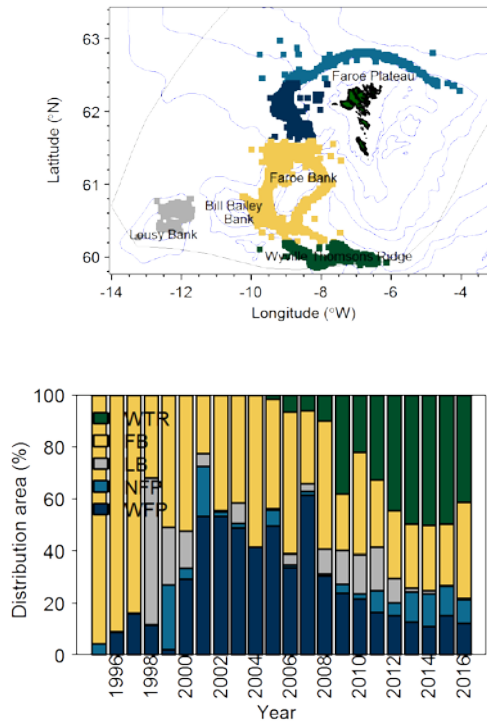 63
62
61
60
Latitude (°N)
Faroe Plateau
Faroe Bank
Bill Bailey
Bank
Lousy Bank
Wyville Thomsons Ridge
-14 -12 -10 -8 -6 -4
Longitude (°W)
100
80
60
40
20
0
Distribution area (%)
WTR
FB
LB
NFP
WFP
1996 1998 2000 2002 2004 2006 2008 2010 2012 2014 2016
Year